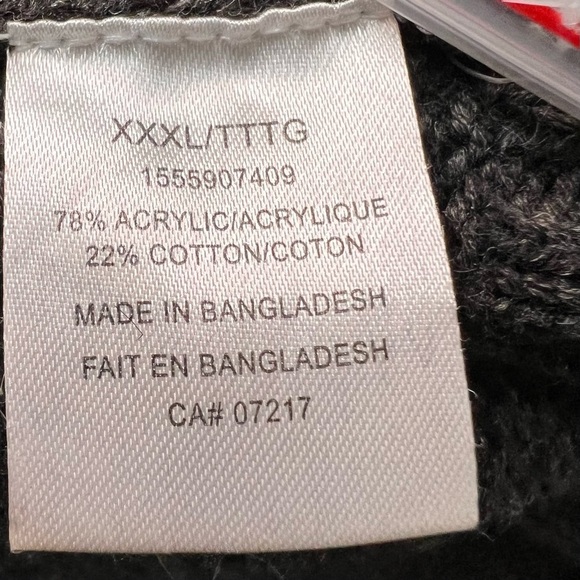 XXXL/TTTG
1555907409
78% ACRYLIC/ACRYLIQUE
22% COTTON/COTON
MADE IN BANGLADESH
FAIT EN BANGLADESH
CA# 07217